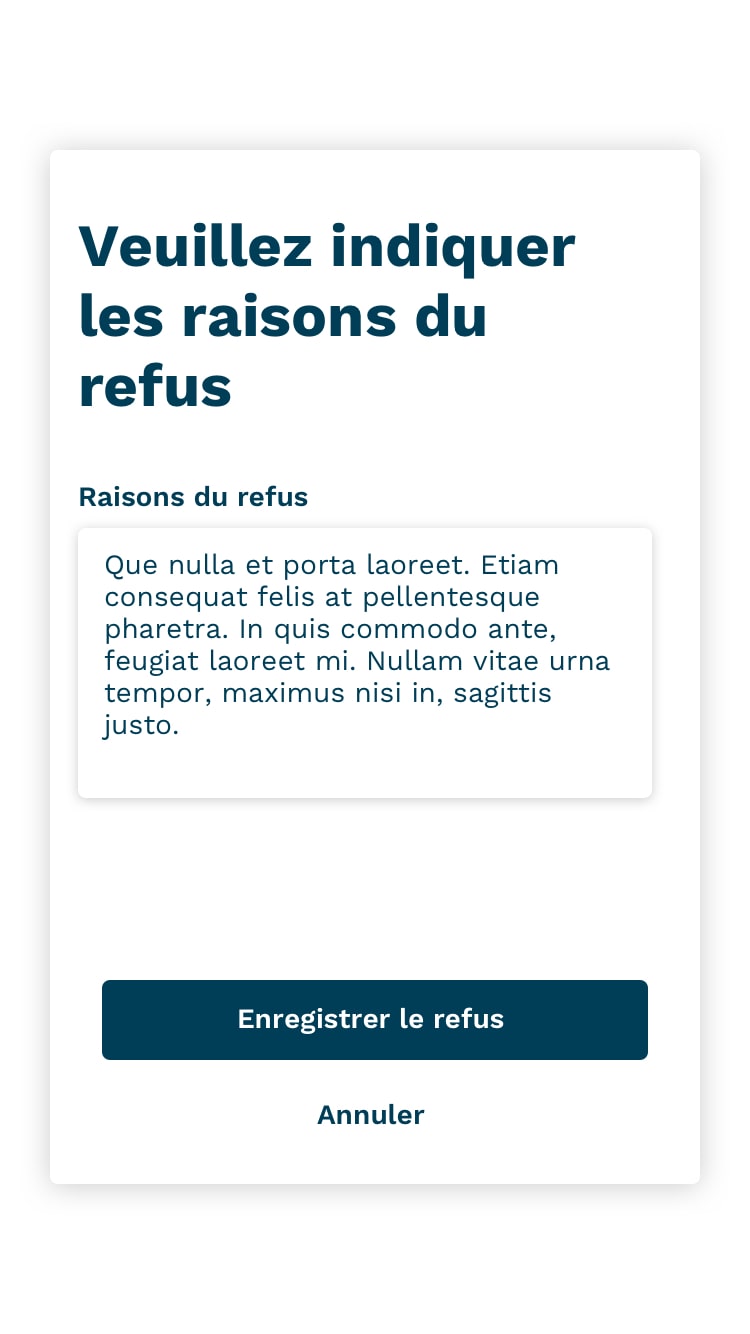 Veuillez indiquer
les raisons du
refus
Raisons du refus
Que nulla et porta laoreet. Etiam
consequat felis at pellentesque
pharetra. In quis commodo ante,
feugiat laoreet mi. Nullam vitae urna
tempor, maximus nisi in, sagittis
justo.
Enregistrer le refus
Annuler